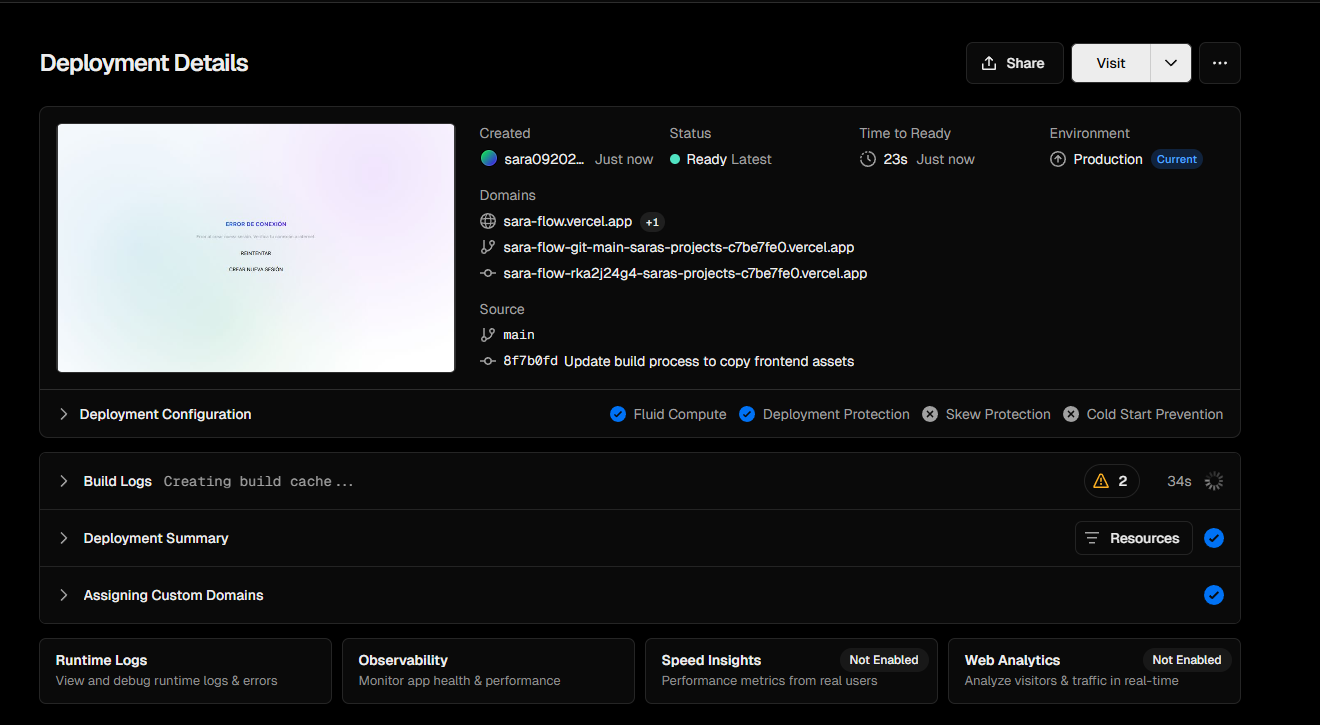 Deployment Details
Share
Visit
Created
sara09202... Just now
Status
Ready Latest
Time to Ready
23s Just now
Environment
Production Current
ERROR DE CONEXIÓN
REINTENTAR
CREAR NUEVA SESIÓN
Domains
sara-flow.vercel.app +1
sara-flow-git-main-saras-projects-c7be7fe0.vercel.app
sara-flow-rka2j24g4-saras-projects-c7be7fe0.vercel.app
Source
main
8f7b0fd Update build process to copy frontend assets
Deployment Configuration
Fluid Compute
Deployment Protection
Skew Protection
Cold Start Prevention
Build Logs Creating build cache...
2
34s
Deployment Summary
Resources
Assigning Custom Domains
Runtime Logs
View and debug runtime logs & errors
Observability
Monitor app health & performance
Speed Insights Not Enabled
Performance metrics from real users
Web Analytics Not Enabled
Analyze visitors & traffic in real-time